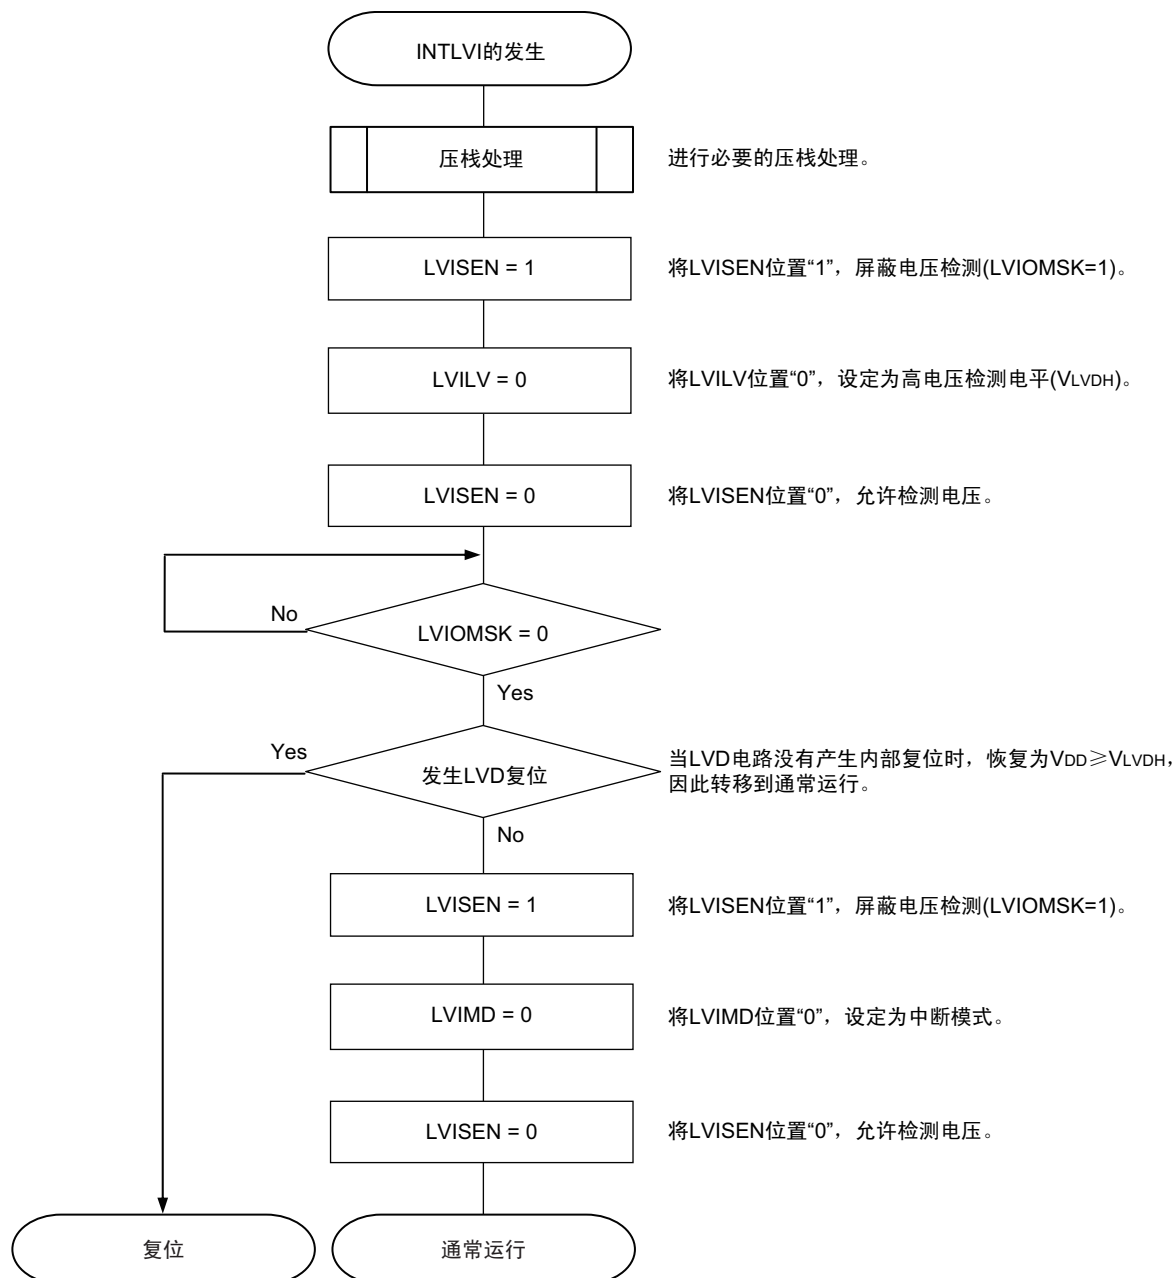 INTLVI的发生
压栈处理
进行必要的压栈处理。
LVISEN = 1
将LVISEN位置“1”，屏蔽电压检测(LVIOMSK=1)。
LVILV = 0
将LVILV位置“0”，设定为高电压检测电平(VLVDH)。
LVISEN = 0
将LVISEN位置“0”，允许检测电压。
No
LVIOMSK = 0
Yes
Yes
发生LVD复位
当LVD电路没有产生内部复位时，恢复为VDD≥VLVDH，
因此转移到通常运行。
No
LVISEN = 1
将LVISEN位置“1”，屏蔽电压检测(LVIOMSK=1)。
LVIMD = 0
将LVIMD位置“0”，设定为中断模式。
LVISEN = 0
将LVISEN位置“0”，允许检测电压。
复位
通常运行